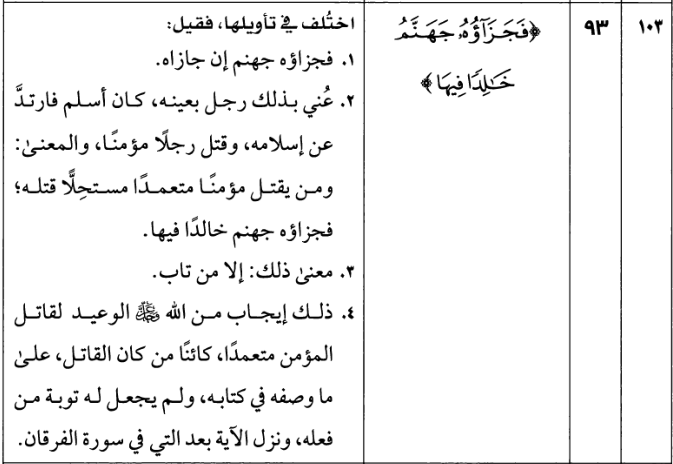 ١٠٣
٩٣
﴿فَجَزَآؤُهُۥ جَهَنَّمُ
خَـٰلِدًا فِيهَا﴾
اختُلف في تأويلها، فقيل:
١. فجزاؤه جهنم إن جازاه.
٢. عُني بذلك رجل بعينه، كان أسلم فارتدَّ
عن إسلامه، وقتل رجلًا مؤمنًا، والمعنىٰ:
ومن يقتل مؤمنًا متعمدًا مستحِلًّا قتله؛
فجزاؤه جهنم خالدًا فيها.
٣. معنىٰ ذلك: إلا من تاب.
٤. ذلك إيجاب من الله ﷻ الوعيد لقاتل
المؤمن متعمدًا، كائنًا من كان القاتل، علىٰ
ما وصفه في كتابه، ولم يجعل له توبة من
فعله، ونزل الآية بعد التي في سورة الفرقان.